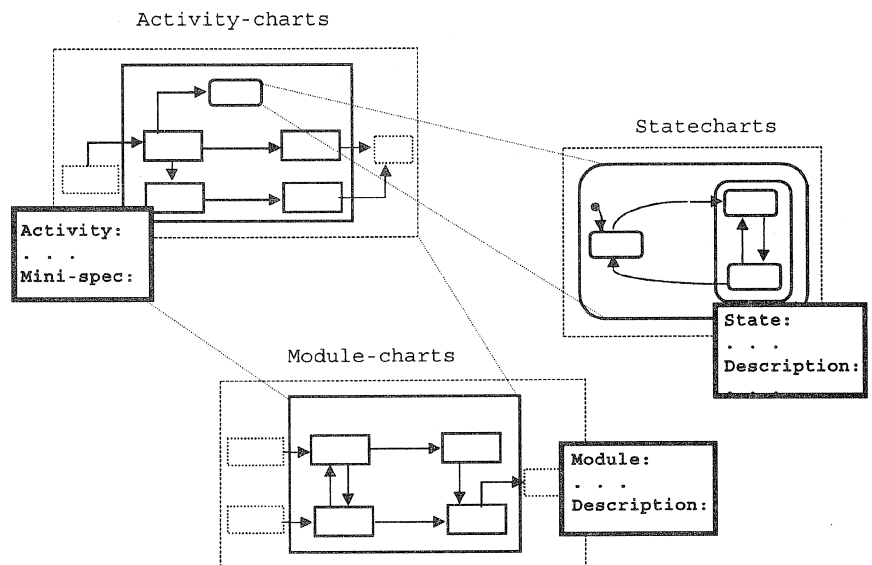 Activity-charts
Statecharts
Activity:
. . .
Mini-spec:
State:
. . .
Description:
. . .
Module-charts
Module:
. . .
Description: